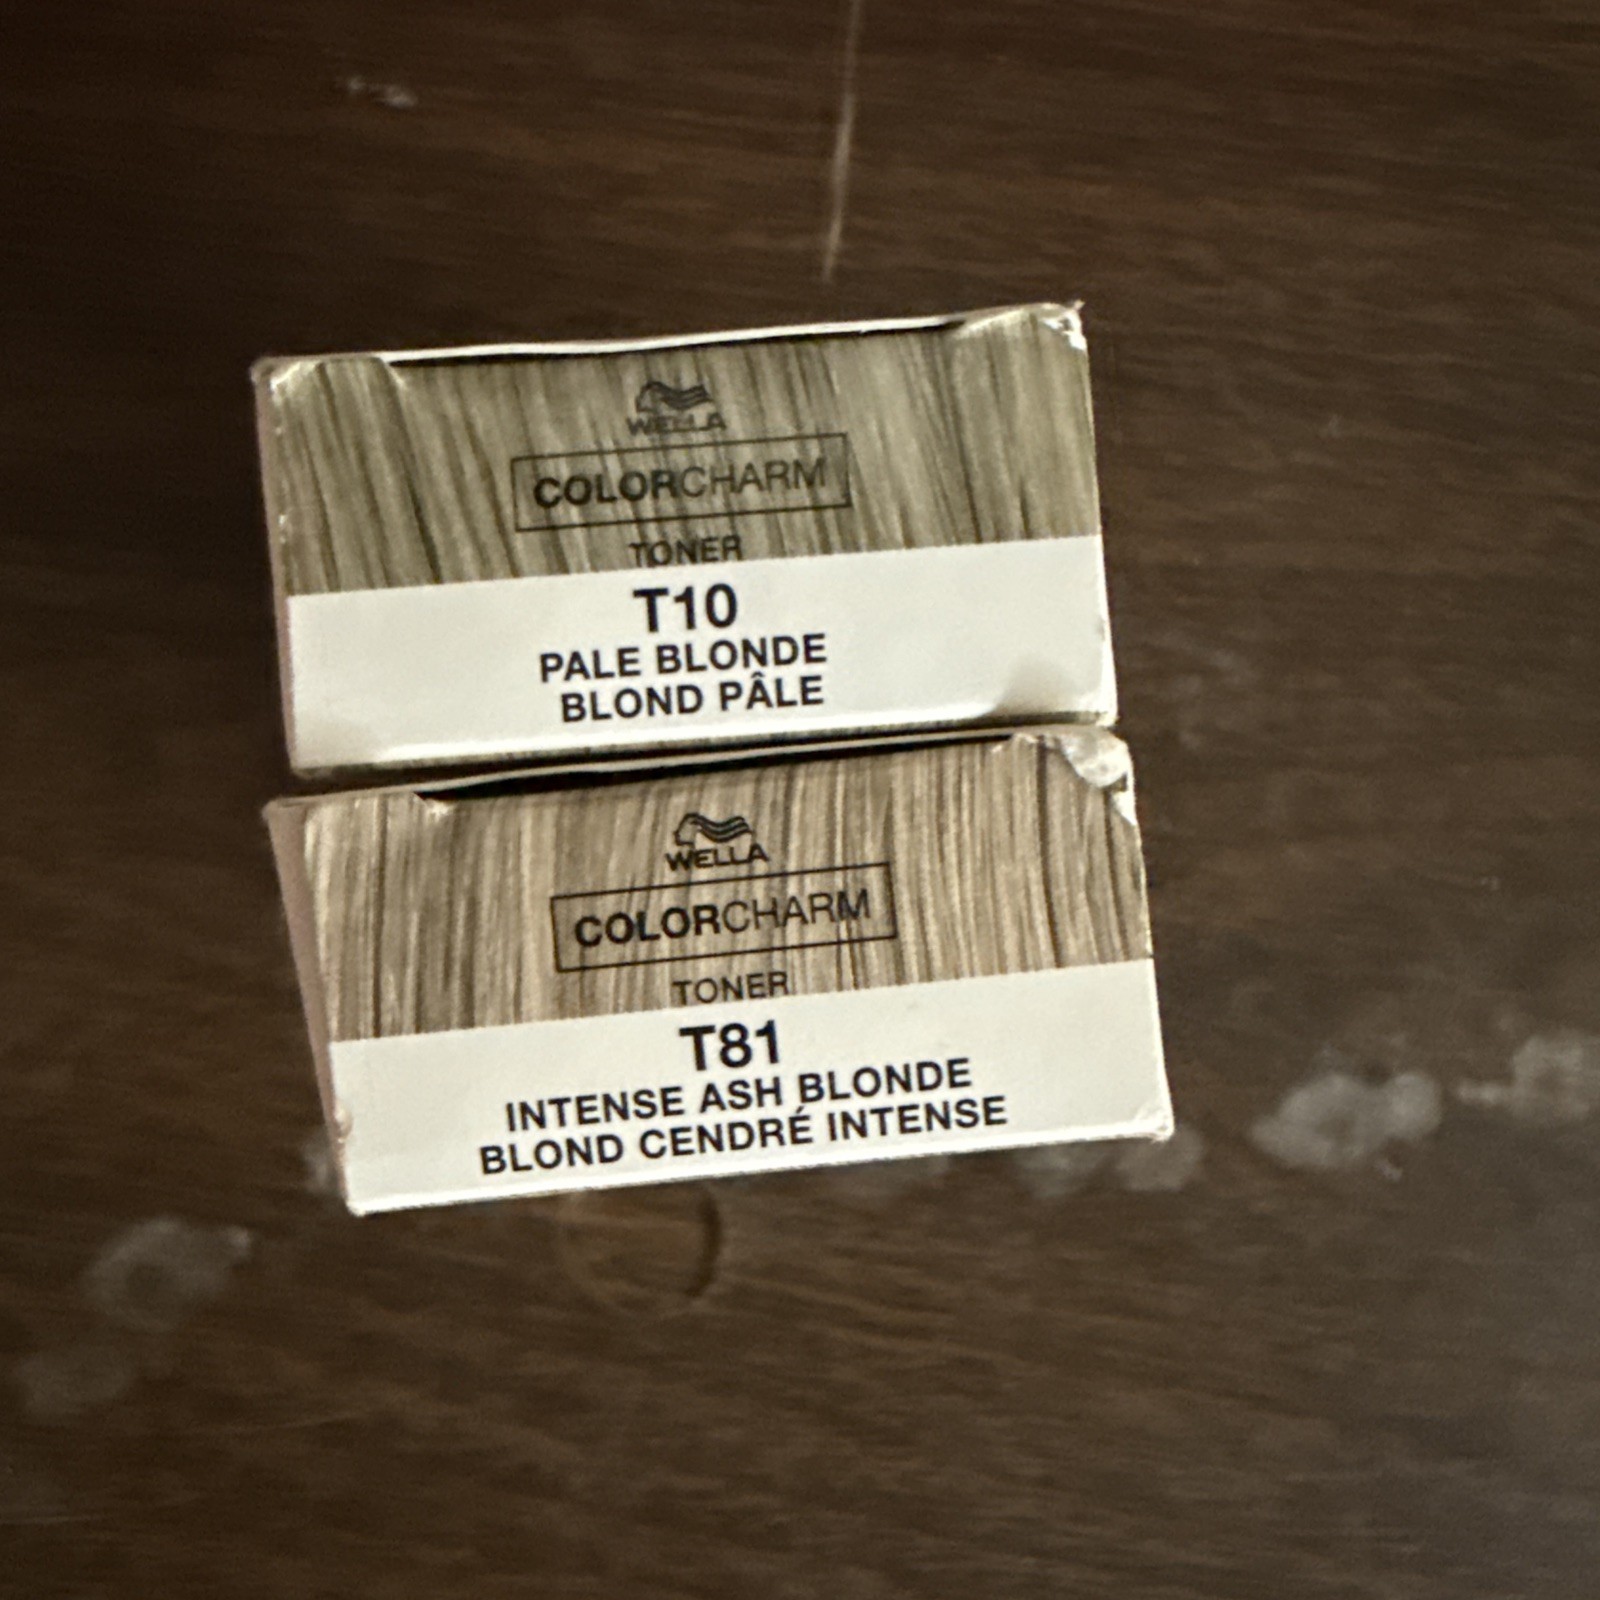 WELLA
COLORCHARM
TONER
T10
PALE BLONDE
BLOND PÂLE
WELLA
COLORCHARM
TONER
T81
INTENSE ASH BLONDE
BLOND CENDRÉ INTENSE